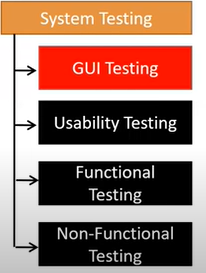 System Testing
GUI Testing
Usability Testing
Functional
Testing
Non-Functional
Testing